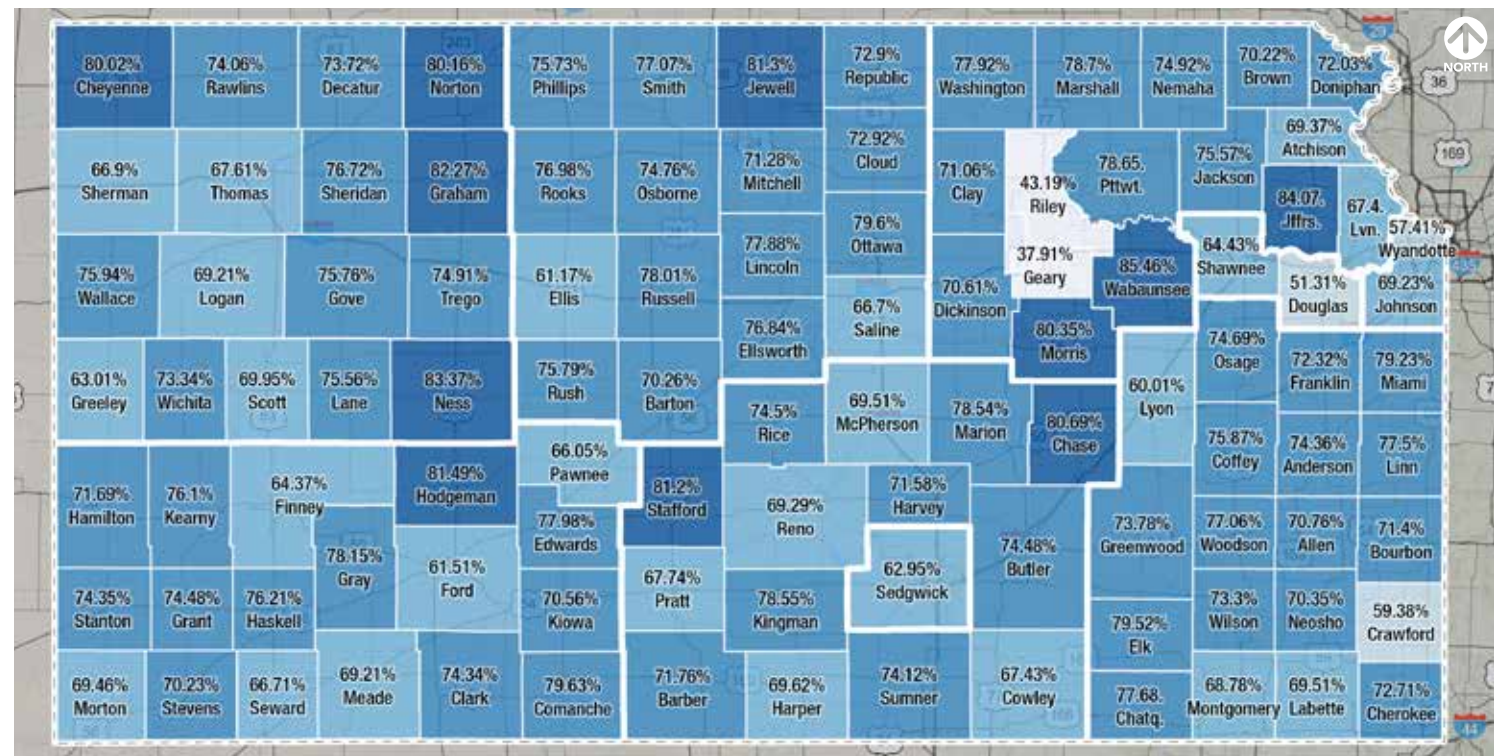 NORTH
80.02%
Cheyenne
74.06%
Rawlins
73.72%
Decatur
80.16%
Norton
75.73%
Phillips
77.07%
Smith
81.3%
Jewell
72.9%
Republic
77.92%
Washington
78.7%
Marshall
74.92%
Nemaha
70.22%
Brown
72.03%
Doniphan
36
69.37%
Atchison
169
66.9%
Sherman
67.61%
Thomas
76.72%
Sheridan
82.27%
Graham
76.98%
Rooks
74.76%
Osborne
71.28%
Mitchell
72.92%
Cloud
71.06%
Clay
77
43.19%
Riley
78.65.
Pttwt.
75.57%
Jackson
84.07.
Jffrs.
67.4.
Lvn.
57.41%
Wyandotte
75.94%
Wallace
69.21%
Logan
75.76%
Gove
74.91%
Trego
61.17%
Ellis
78.01%
Russell
77.88%
Lincoln
79.6%
Ottawa
66.7%
Saline
70.61%
Dickinson
37.91%
Geary
85.46%
Wabaunsee
64.43%
Shawnee
51.31%
Douglas
69.23%
Johnson
76.84%
Ellsworth
80.35%
Morris
63.01%
Greeley
73.34%
Wichita
69.95%
Scott
75.56%
Lane
83.37%
Ness
75.79%
Rush
70.26%
Barton
74.5%
Rice
69.51%
McPherson
78.54%
Marion
80.69%
Chase
60.01%
Lyon
74.69%
Osage
72.32%
Franklin
79.23%
Miami
71.69%
Hamilton
76.1%
Kearny
64.37%
Finney
81.49%
Hodgeman
66.05%
Pawnee
81.2%
Stafford
69.29%
Reno
71.58%
Harvey
75.87%
Coffey
74.36%
Anderson
77.5%
Linn
78.15%
Gray
61.51%
Ford
77.98%
Edwards
62.95%
Sedgwick
74.48%
Butler
73.78%
Greenwood
77.06%
Woodson
70.76%
Allen
71.4%
Bourbon
74.35%
Stanton
74.48%
Grant
76.21%
Haskell
70.56%
Kiowa
67.74%
Pratt
78.55%
Kingman
79.52%
Elk
73.3%
Wilson
70.35%
Neosho
59.38%
Crawford
69.46%
Morton
70.23%
Stevens
66.71%
Seward
69.21%
Meade
74.34%
Clark
79.63%
Comanche
71.76%
Barber
69.62%
Harper
74.12%
Sumner
67.43%
Cowley
77.68.
Chatq.
68.78%
Montgomery
69.51%
Labette
72.71%
Cherokee